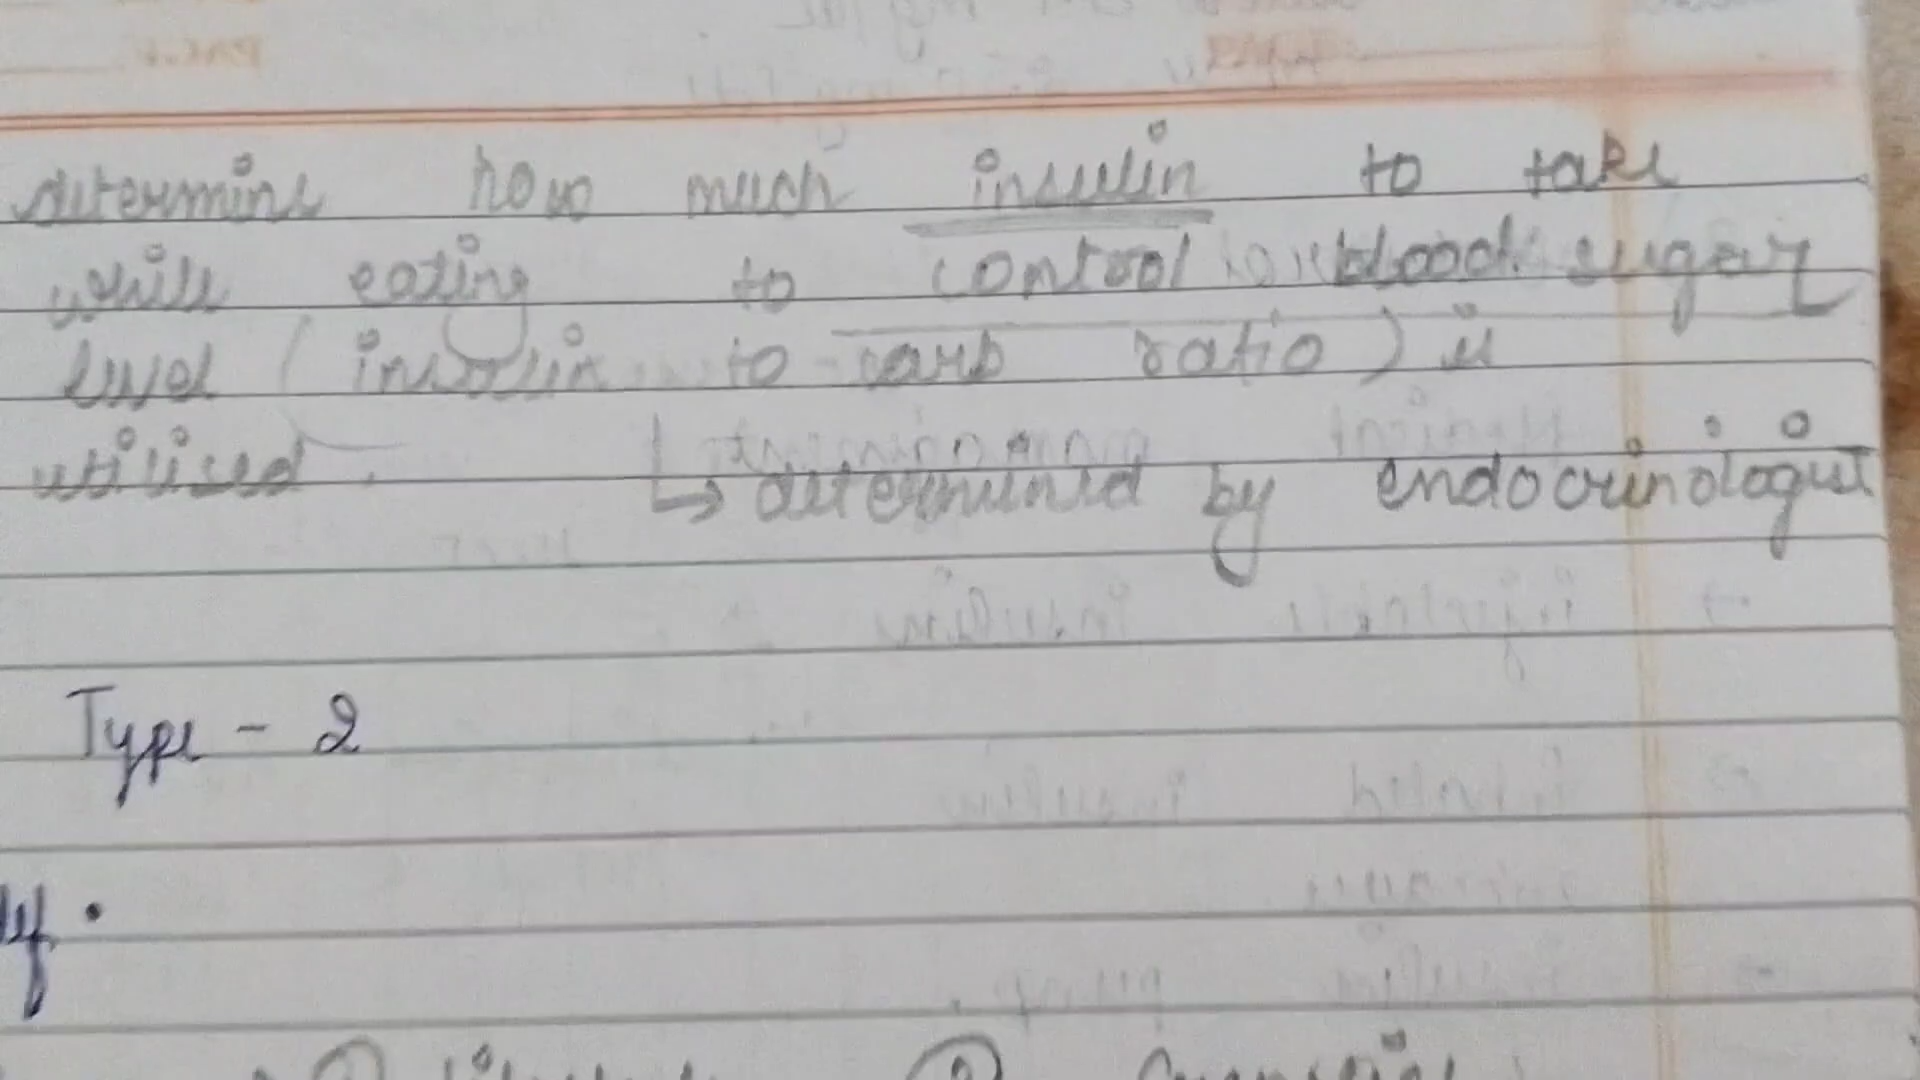 determine how much insulin to take
while eating to control blood sugar
level (insulin to carb ratio) is
utilised.
↳ determined by endocrinologist
Type - 2